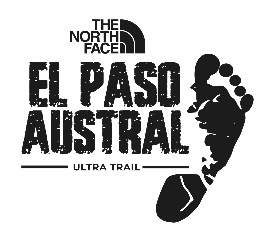 THE
NORTH
FACE
EL PASO
AUSTRAL
ULTRA TRAIL